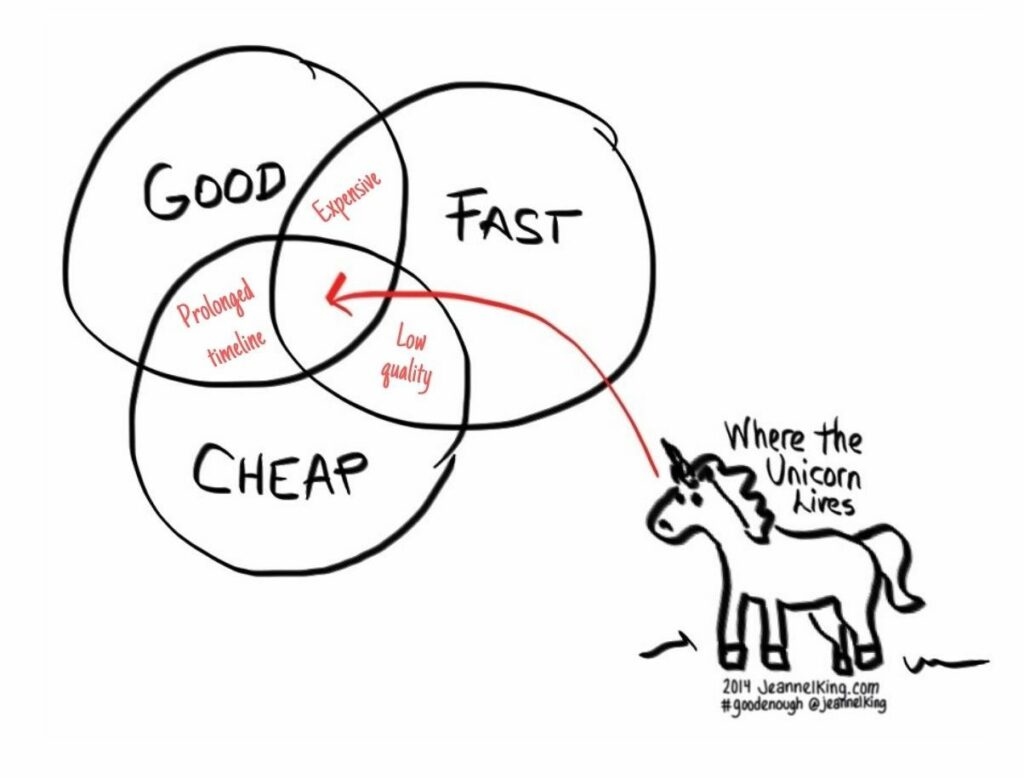 GOOD
FAST
Expensive
Prolonged
timeline
Low
quality
CHEAP
Where the
Unicorn
Lives
2014 JeannelKing.com
#goodenough @jeannelking